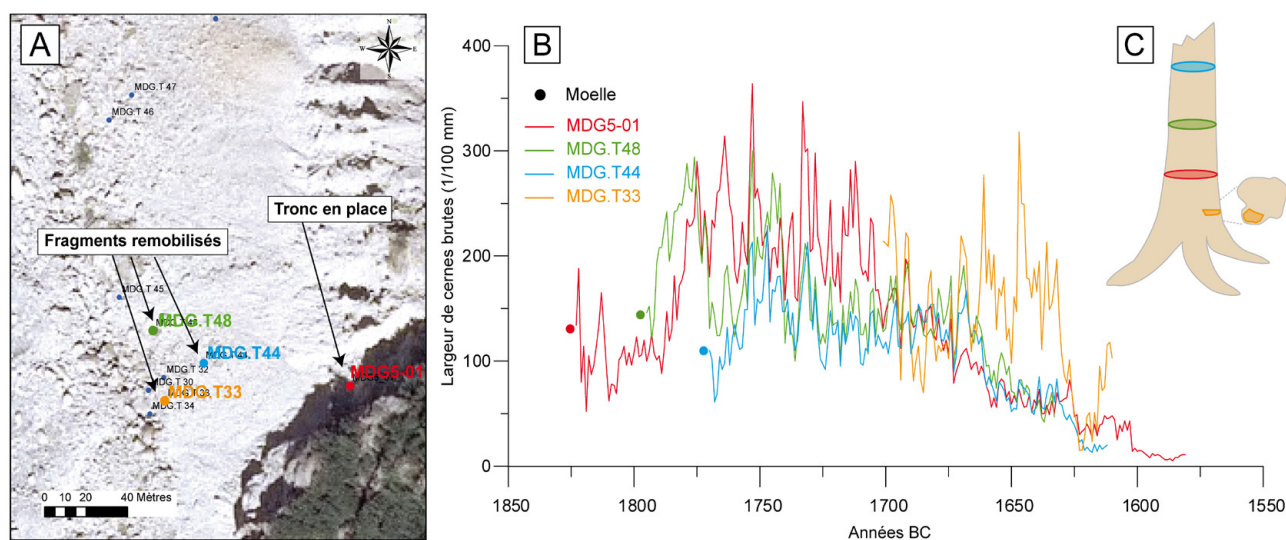 A
N
W E
S
MDG.T 47
MDG.T 46
Tronc en place
Fragments remobilisés
MDG.T 45
MDG.T48
MDG.T44
MDG.T 32
MDG.T 30
MDG5-01
MDG.T33
MDG.T 34
0 10 20 40 Mètres
B
Largeur de cernes brutes (1/100 mm)
400
300
200
100
0
Moelle
MDG5-01
MDG.T48
MDG.T44
MDG.T33
1850 1800 1750 1700 1650 1600 1550
Années BC
C